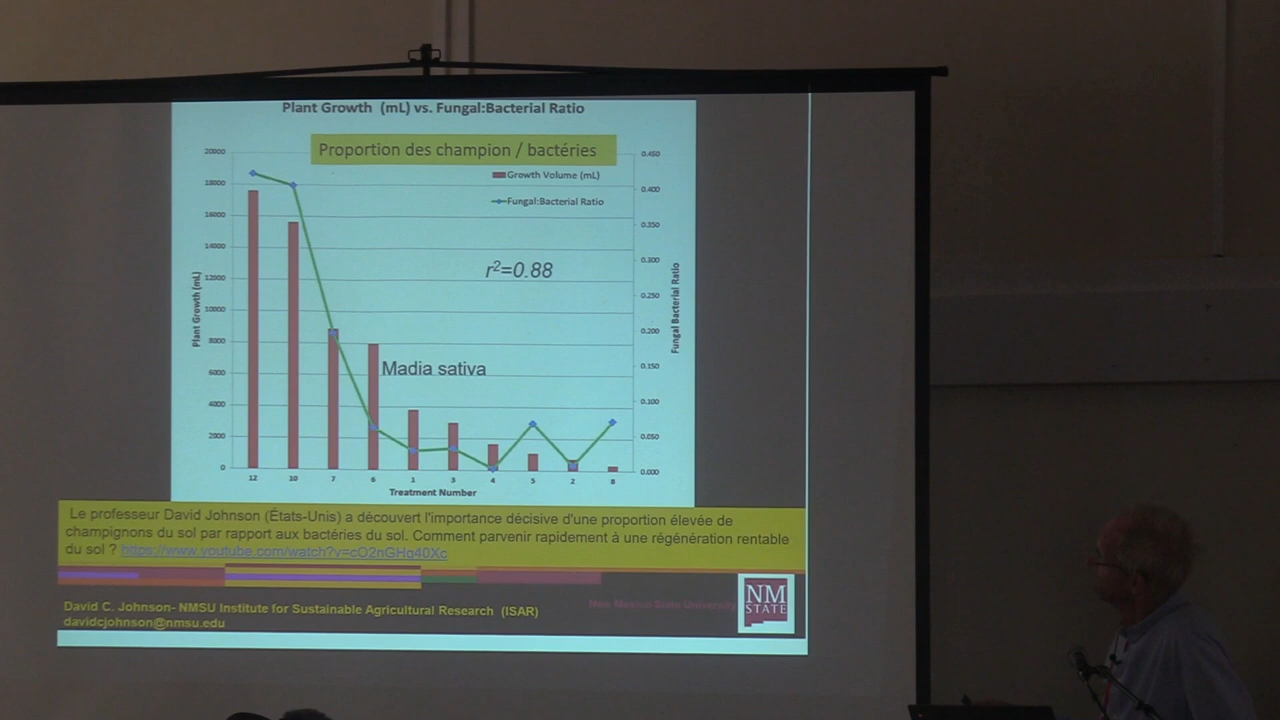 Plant Growth (mL) vs. Fungal:Bacterial Ratio
Proportion des champion / bactéries
Growth Volume (mL)
Fungal:Bacterial Ratio
r²=0.88
Madia sativa
Plant Growth (mL)
20000
18000
16000
14000
12000
10000
8000
6000
4000
2000
0
0.450
0.400
0.350
0.300
0.250
0.200
0.150
0.100
0.050
0.000
Fungal Bacterial Ratio
12 10 7 6 1 3 4 5 2 8
Treatment Number
Le professeur David Johnson (États-Unis) a découvert l'importance décisive d'une proportion élevée de
champignons du sol par rapport aux bactéries du sol. Comment parvenir rapidement à une régénération rentable
du sol ? https://www.youtube.com/watch?v=cO2nGHq40Xc
New Mexico State University
NM
STATE
David C. Johnson- NMSU Institute for Sustainable Agricultural Research (ISAR)
davidcjohnson@nmsu.edu